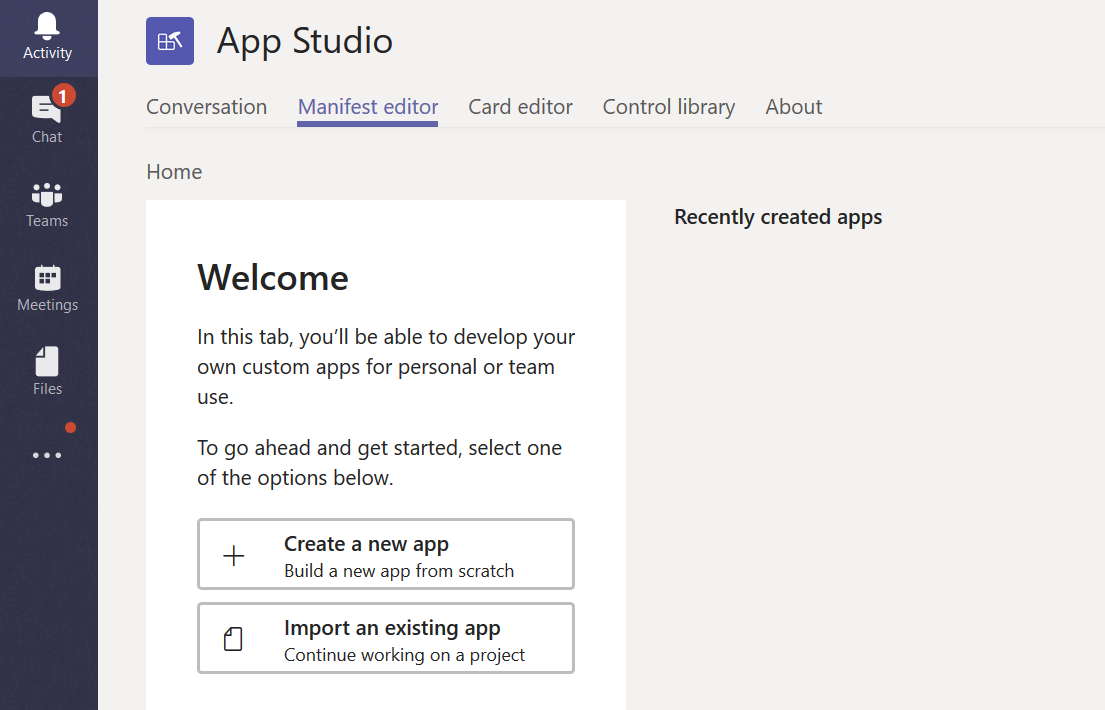 Activity
1
Chat
Teams
Meetings
Files
App Studio
Conversation Manifest editor Card editor Control library About
Home
Welcome
In this tab, you’ll be able to develop your
own custom apps for personal or team
use.
To go ahead and get started, select one
of the options below.
Create a new app
Build a new app from scratch
Import an existing app
Continue working on a project
Recently created apps